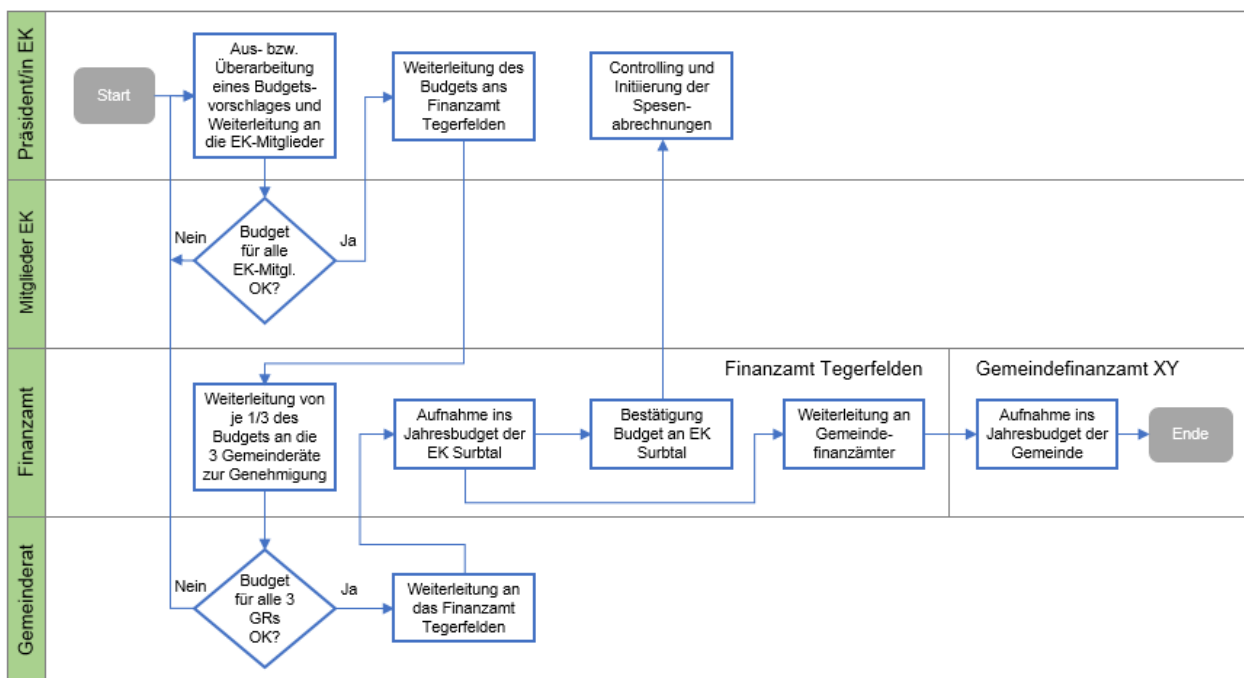 Präsident/in EK
Start
Aus- bzw.
Überarbeitung
eines Budgets-
vorschlages und
Weiterleitung an
die EK-Mitglieder
Weiterleitung des
Budgets ans
Finanzamt
Tegerfelden
Controlling und
Initiierung der
Spesen-
abrechnungen
Mitglieder EK
Nein
Budget
für alle
EK-Mitgl.
OK?
Ja
Finanzamt
Finanzamt Tegerfelden
Gemeindefinanzamt XY
Weiterleitung von
je 1/3 des
Budgets an die
3 Gemeinderäte
zur Genehmigung
Aufnahme ins
Jahresbudget der
EK Surbtal
Bestätigung
Budget an EK
Surbtal
Weiterleitung an
Gemeinde-
finanzämter
Aufnahme ins
Jahresbudget der
Gemeinde
Ende
Gemeinderat
Nein
Budget
für alle 3
GRs
OK?
Ja
Weiterleitung an
das Finanzamt
Tegerfelden